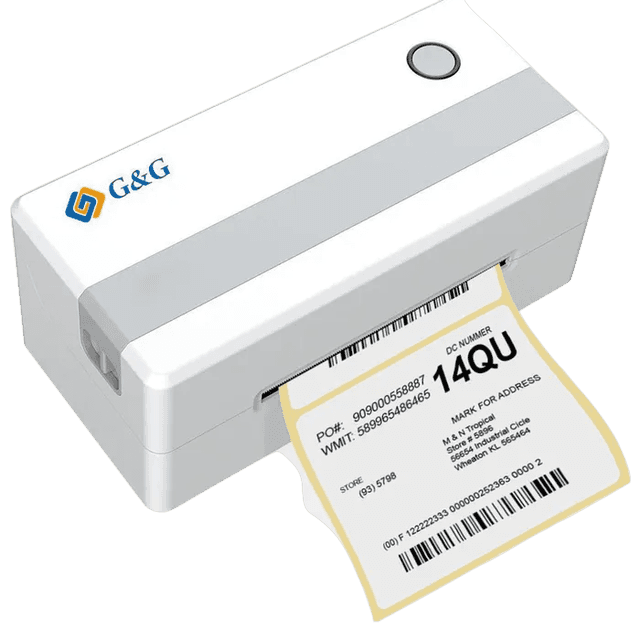 G&G
DC NUMMER
14QU
PO#: 909000558887
WMIT: 589965486465
MARK FOR ADDRESS
M & N Tropical
Store # 5896
56654 Industrial Cicle
Wheaton KL 565464
STORE
(93) 5798
(00) F 122222333 000000252363 0000 2